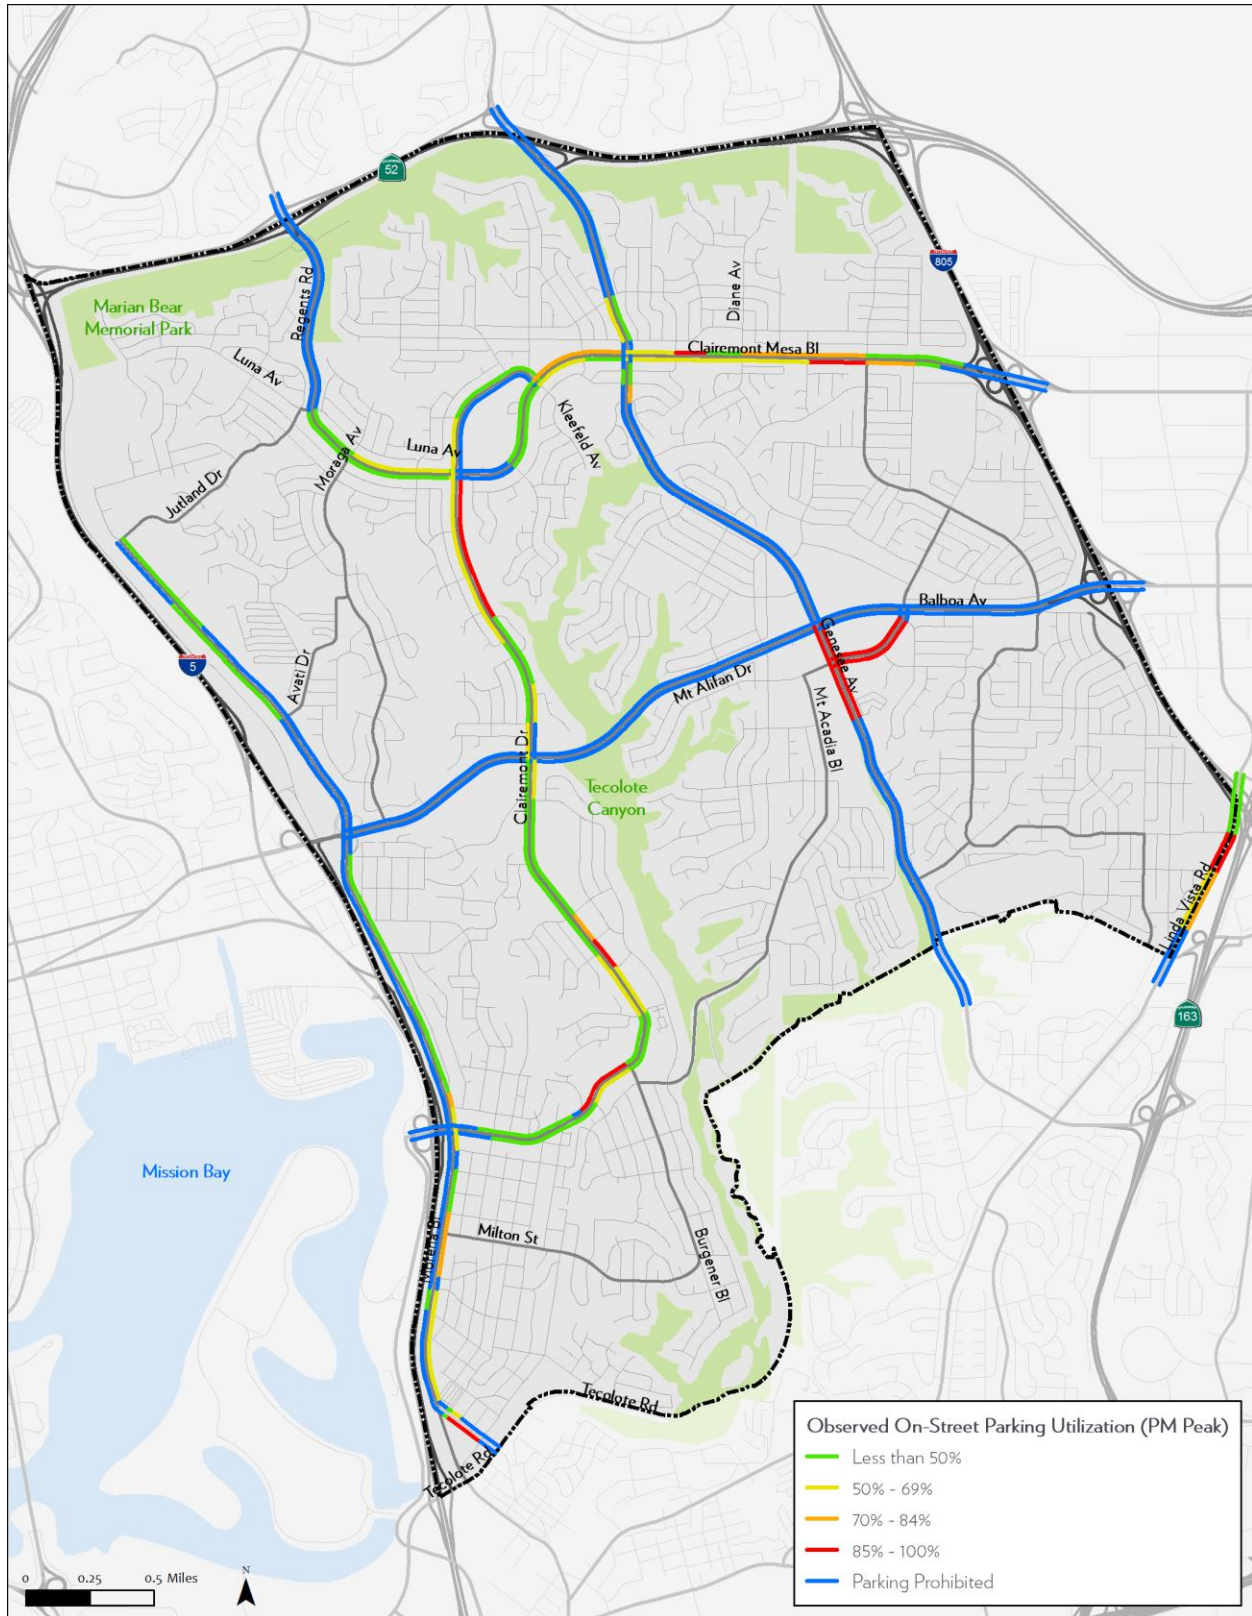 52
805
Marian Bear
Memorial Park
Regents Rd
Diane Av
Clairemont Mesa Bl
Luna Av
Kleefeld Av
Luna Av
Moraga Av
Jutland Dr
Balboa Av
Genesee Av
5
Avati Dr
Mt Alifan Dr
Mt Acadia Bl
Clairemont Dr
Tecolote
Canyon
Linda Vista Rd
163
Mission Bay
Milton St
Morena Bl
Burgener Bl
Tecolote Rd
Tecolote Rd
Observed On-Street Parking Utilization (PM Peak)
Less than 50%
50% - 69%
70% - 84%
85% - 100%
Parking Prohibited
0 0.25 0.5 Miles
N